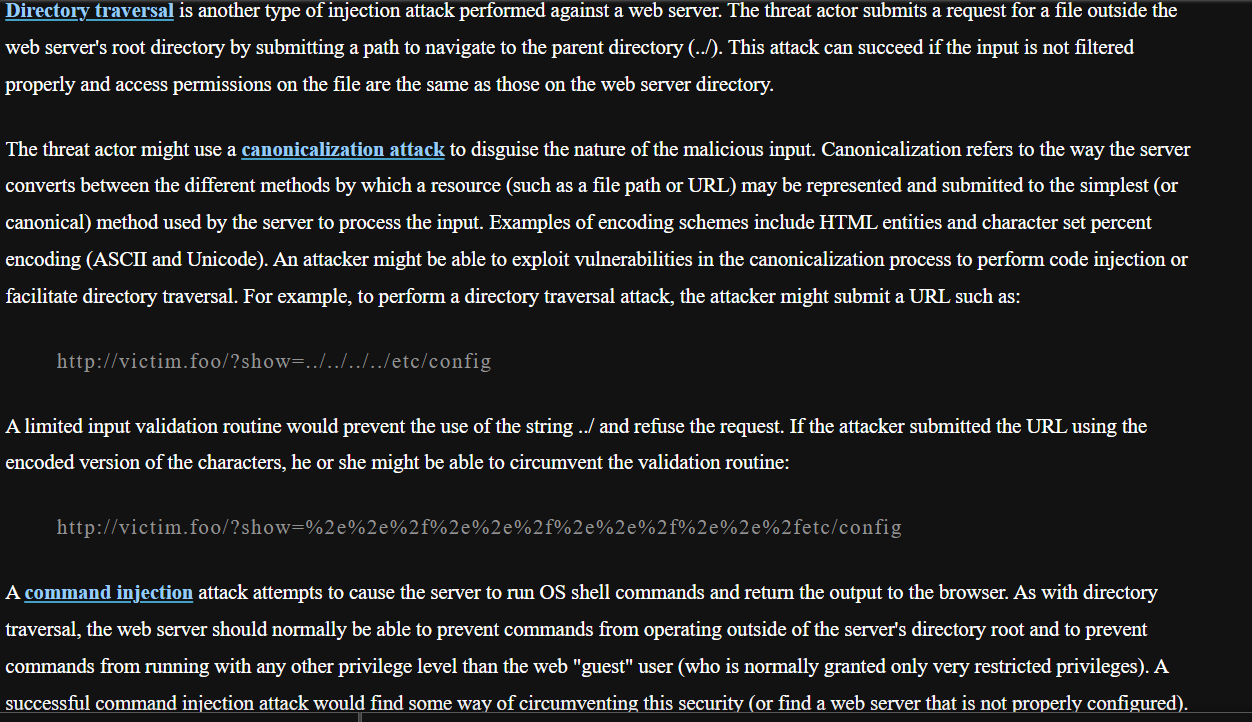 Directory traversal is another type of injection attack performed against a web server. The threat actor submits a request for a file outside the
web server's root directory by submitting a path to navigate to the parent directory (../). This attack can succeed if the input is not filtered
properly and access permissions on the file are the same as those on the web server directory.
The threat actor might use a canonicalization attack to disguise the nature of the malicious input. Canonicalization refers to the way the server
converts between the different methods by which a resource (such as a file path or URL) may be represented and submitted to the simplest (or
canonical) method used by the server to process the input. Examples of encoding schemes include HTML entities and character set percent
encoding (ASCII and Unicode). An attacker might be able to exploit vulnerabilities in the canonicalization process to perform code injection or
facilitate directory traversal. For example, to perform a directory traversal attack, the attacker might submit a URL such as:
http://victim.foo/?show=../../../../etc/config
A limited input validation routine would prevent the use of the string ../ and refuse the request. If the attacker submitted the URL using the
encoded version of the characters, he or she might be able to circumvent the validation routine:
http://victim.foo/?show=%2e%2e%2f%2e%2e%2f%2e%2e%2f%2e%2e%2fetc/config
A command injection attack attempts to cause the server to run OS shell commands and return the output to the browser. As with directory
traversal, the web server should normally be able to prevent commands from operating outside of the server's directory root and to prevent
commands from running with any other privilege level than the web "guest" user (who is normally granted only very restricted privileges). A
successful command injection attack would find some way of circumventing this security (or find a web server that is not properly configured).